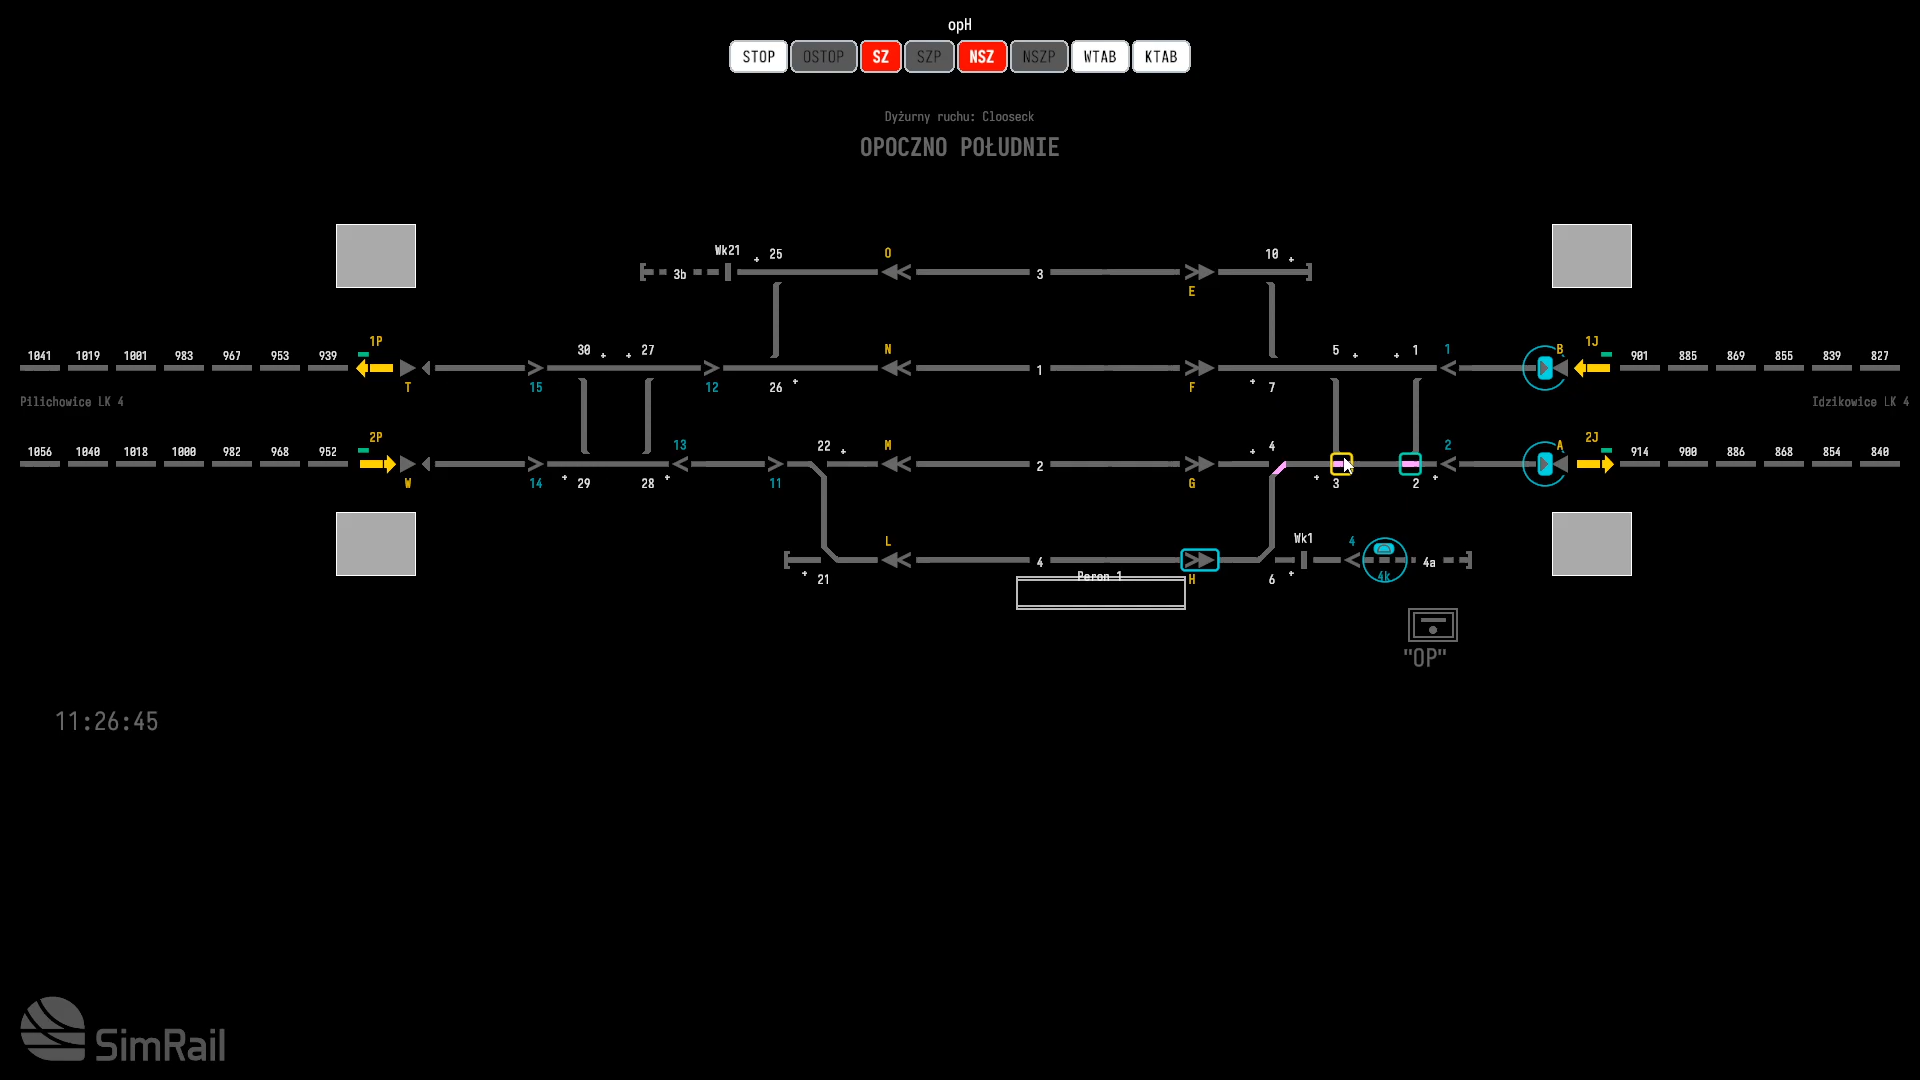 opH
STOP OSTOP SZ SZP NSZ NSZP WTAB KTAB
Dyżurny ruchu: Clooseck
OPOCZNO POŁUDNIE
Wk21 25 O 10
3b 3
E
1P 30 27 N 5 1 1 B 1J
1041 1019 1001 983 967 953 939 901 885 869 855 839 827
1
T 15 12 26 F 7
Pilichowice LK 4 Idzikowice LK 4
2P 13 22 M 4 2 A 2J
1056 1040 1018 1000 982 968 952 914 900 886 868 854 840
2
W 14 29 28 11 G 3 2
L Wk1 4
4 4a
Peron 1 4k
21 H 6
"OP"
11:26:45
SimRail